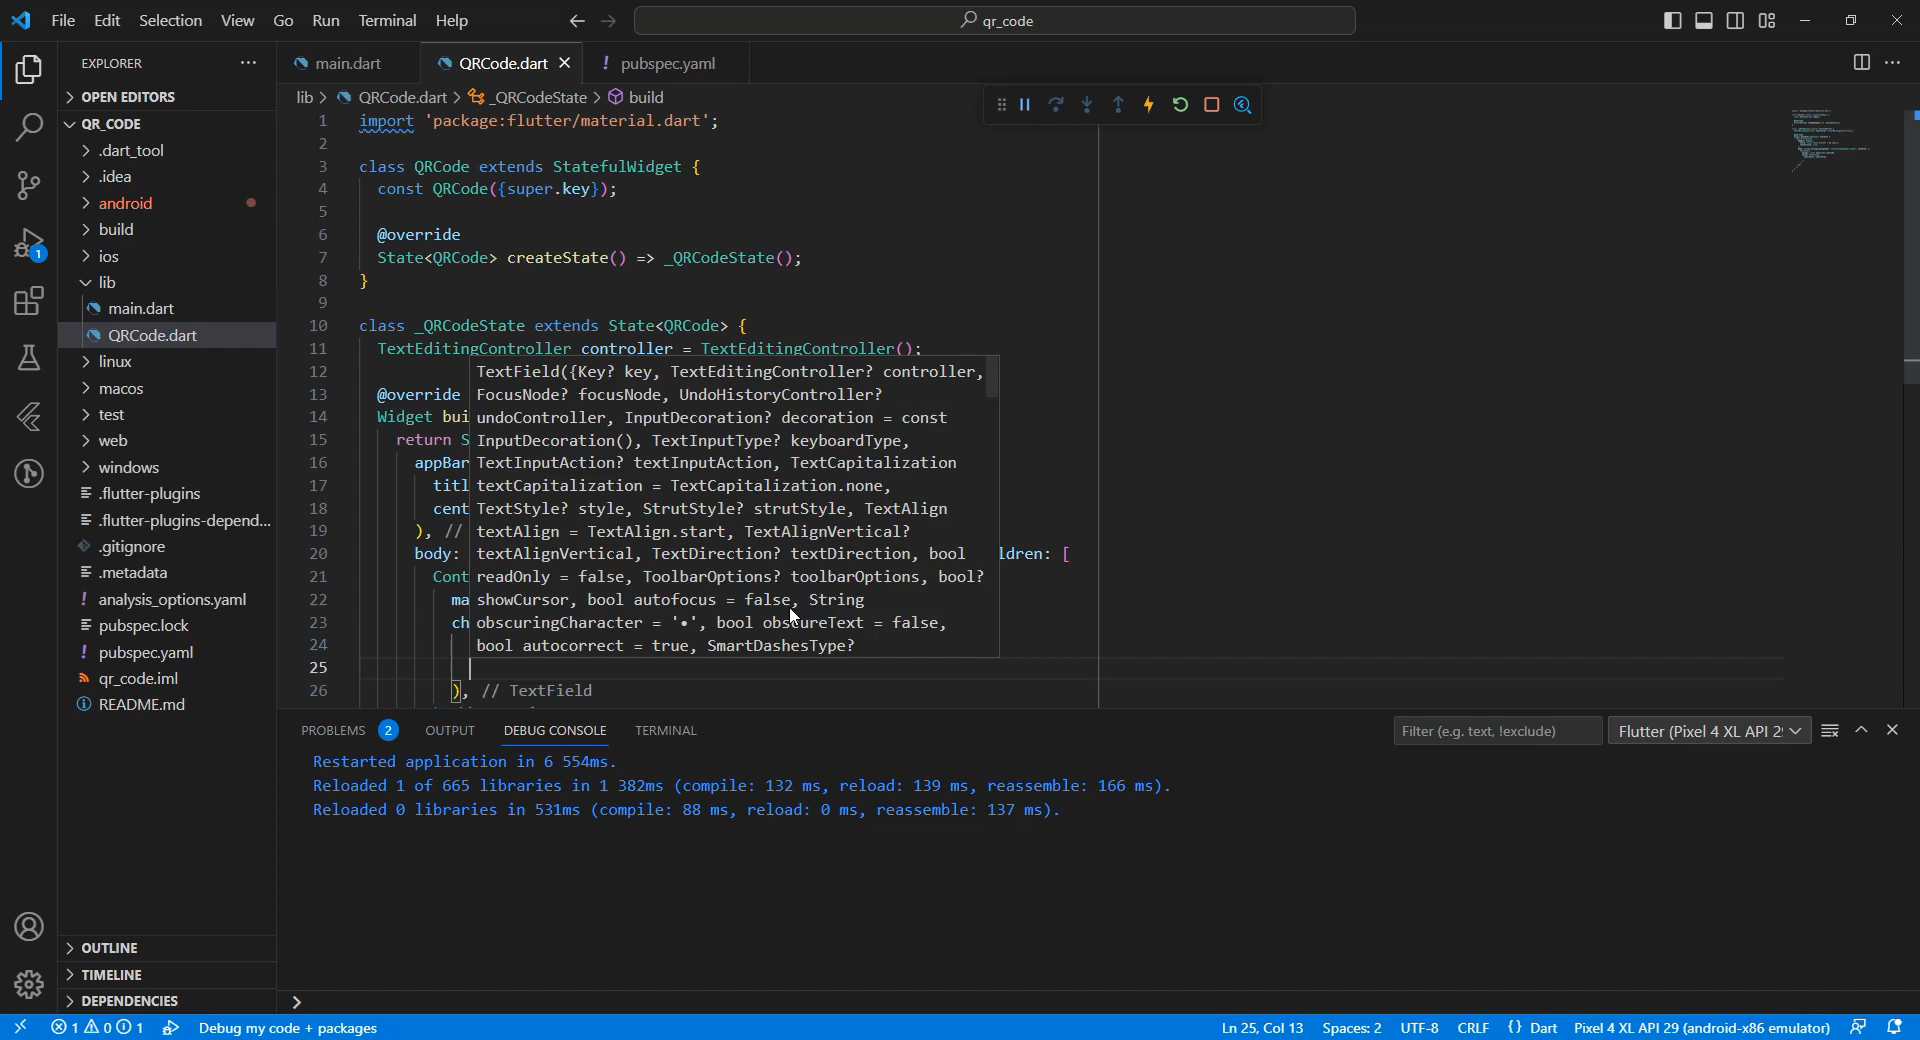 File Edit Selection View Go Run Terminal Help
qr_code
EXPLORER
OPEN EDITORS
QR_CODE
.dart_tool
.idea
android
build
ios
lib
main.dart
QRCode.dart
linux
macos
test
web
windows
.flutter-plugins
.flutter-plugins-depend...
.gitignore
.metadata
analysis_options.yaml
pubspec.lock
pubspec.yaml
qr_code.iml
README.md
OUTLINE
TIMELINE
DEPENDENCIES
1
main.dart QRCode.dart pubspec.yaml
lib > QRCode.dart > _QRCodeState > build
1 import 'package:flutter/material.dart';
2
3 class QRCode extends StatefulWidget {
4 const QRCode({super.key});
5
6 @override
7 State<QRCode> createState() => _QRCodeState();
8 }
9
10 class _QRCodeState extends State<QRCode> {
11 TextEditingController controller = TextEditingController();
12
13 @override
14 Widget bui
15 return S
16 appBar
17 titl
18 cent
19 ), //
20 body: ldren: [
21 Cont
22 ma
23 ch
24
25
26 ), // TextField
TextField({Key? key, TextEditingController? controller,
FocusNode? focusNode, UndoHistoryController?
undoController, InputDecoration? decoration = const
InputDecoration(), TextInputType? keyboardType,
TextInputAction? textInputAction, TextCapitalization
textCapitalization = TextCapitalization.none,
TextStyle? style, StrutStyle? strutStyle, TextAlign
textAlign = TextAlign.start, TextAlignVertical?
textAlignVertical, TextDirection? textDirection, bool
readOnly = false, ToolbarOptions? toolbarOptions, bool?
showCursor, bool autofocus = false, String
obscuringCharacter = '•', bool obscureText = false,
bool autocorrect = true, SmartDashesType?
PROBLEMS 2 OUTPUT DEBUG CONSOLE TERMINAL
Filter (e.g. text, !exclude)
Flutter (Pixel 4 XL API 2
Restarted application in 6 554ms.
Reloaded 1 of 665 libraries in 1 382ms (compile: 132 ms, reload: 139 ms, reassemble: 166 ms).
Reloaded 0 libraries in 531ms (compile: 88 ms, reload: 0 ms, reassemble: 137 ms).
1 0 1 Debug my code + packages
Ln 25, Col 13 Spaces: 2 UTF-8 CRLF {} Dart Pixel 4 XL API 29 (android-x86 emulator)